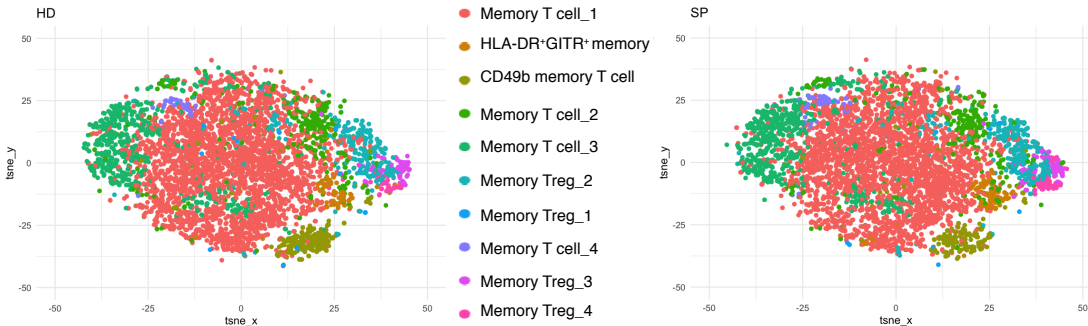 HD
tsne_y
50
25
0
-25
-50
-50
-25
0
25
50
tsne_x
Memory T cell_1
HLA-DR⁺GITR⁺ memory
CD49b memory T cell
Memory T cell_2
Memory T cell_3
Memory Treg_2
Memory Treg_1
Memory T cell_4
Memory Treg_3
Memory Treg_4
SP
tsne_y
50
25
0
-25
-50
-50
-25
0
25
50
tsne_x